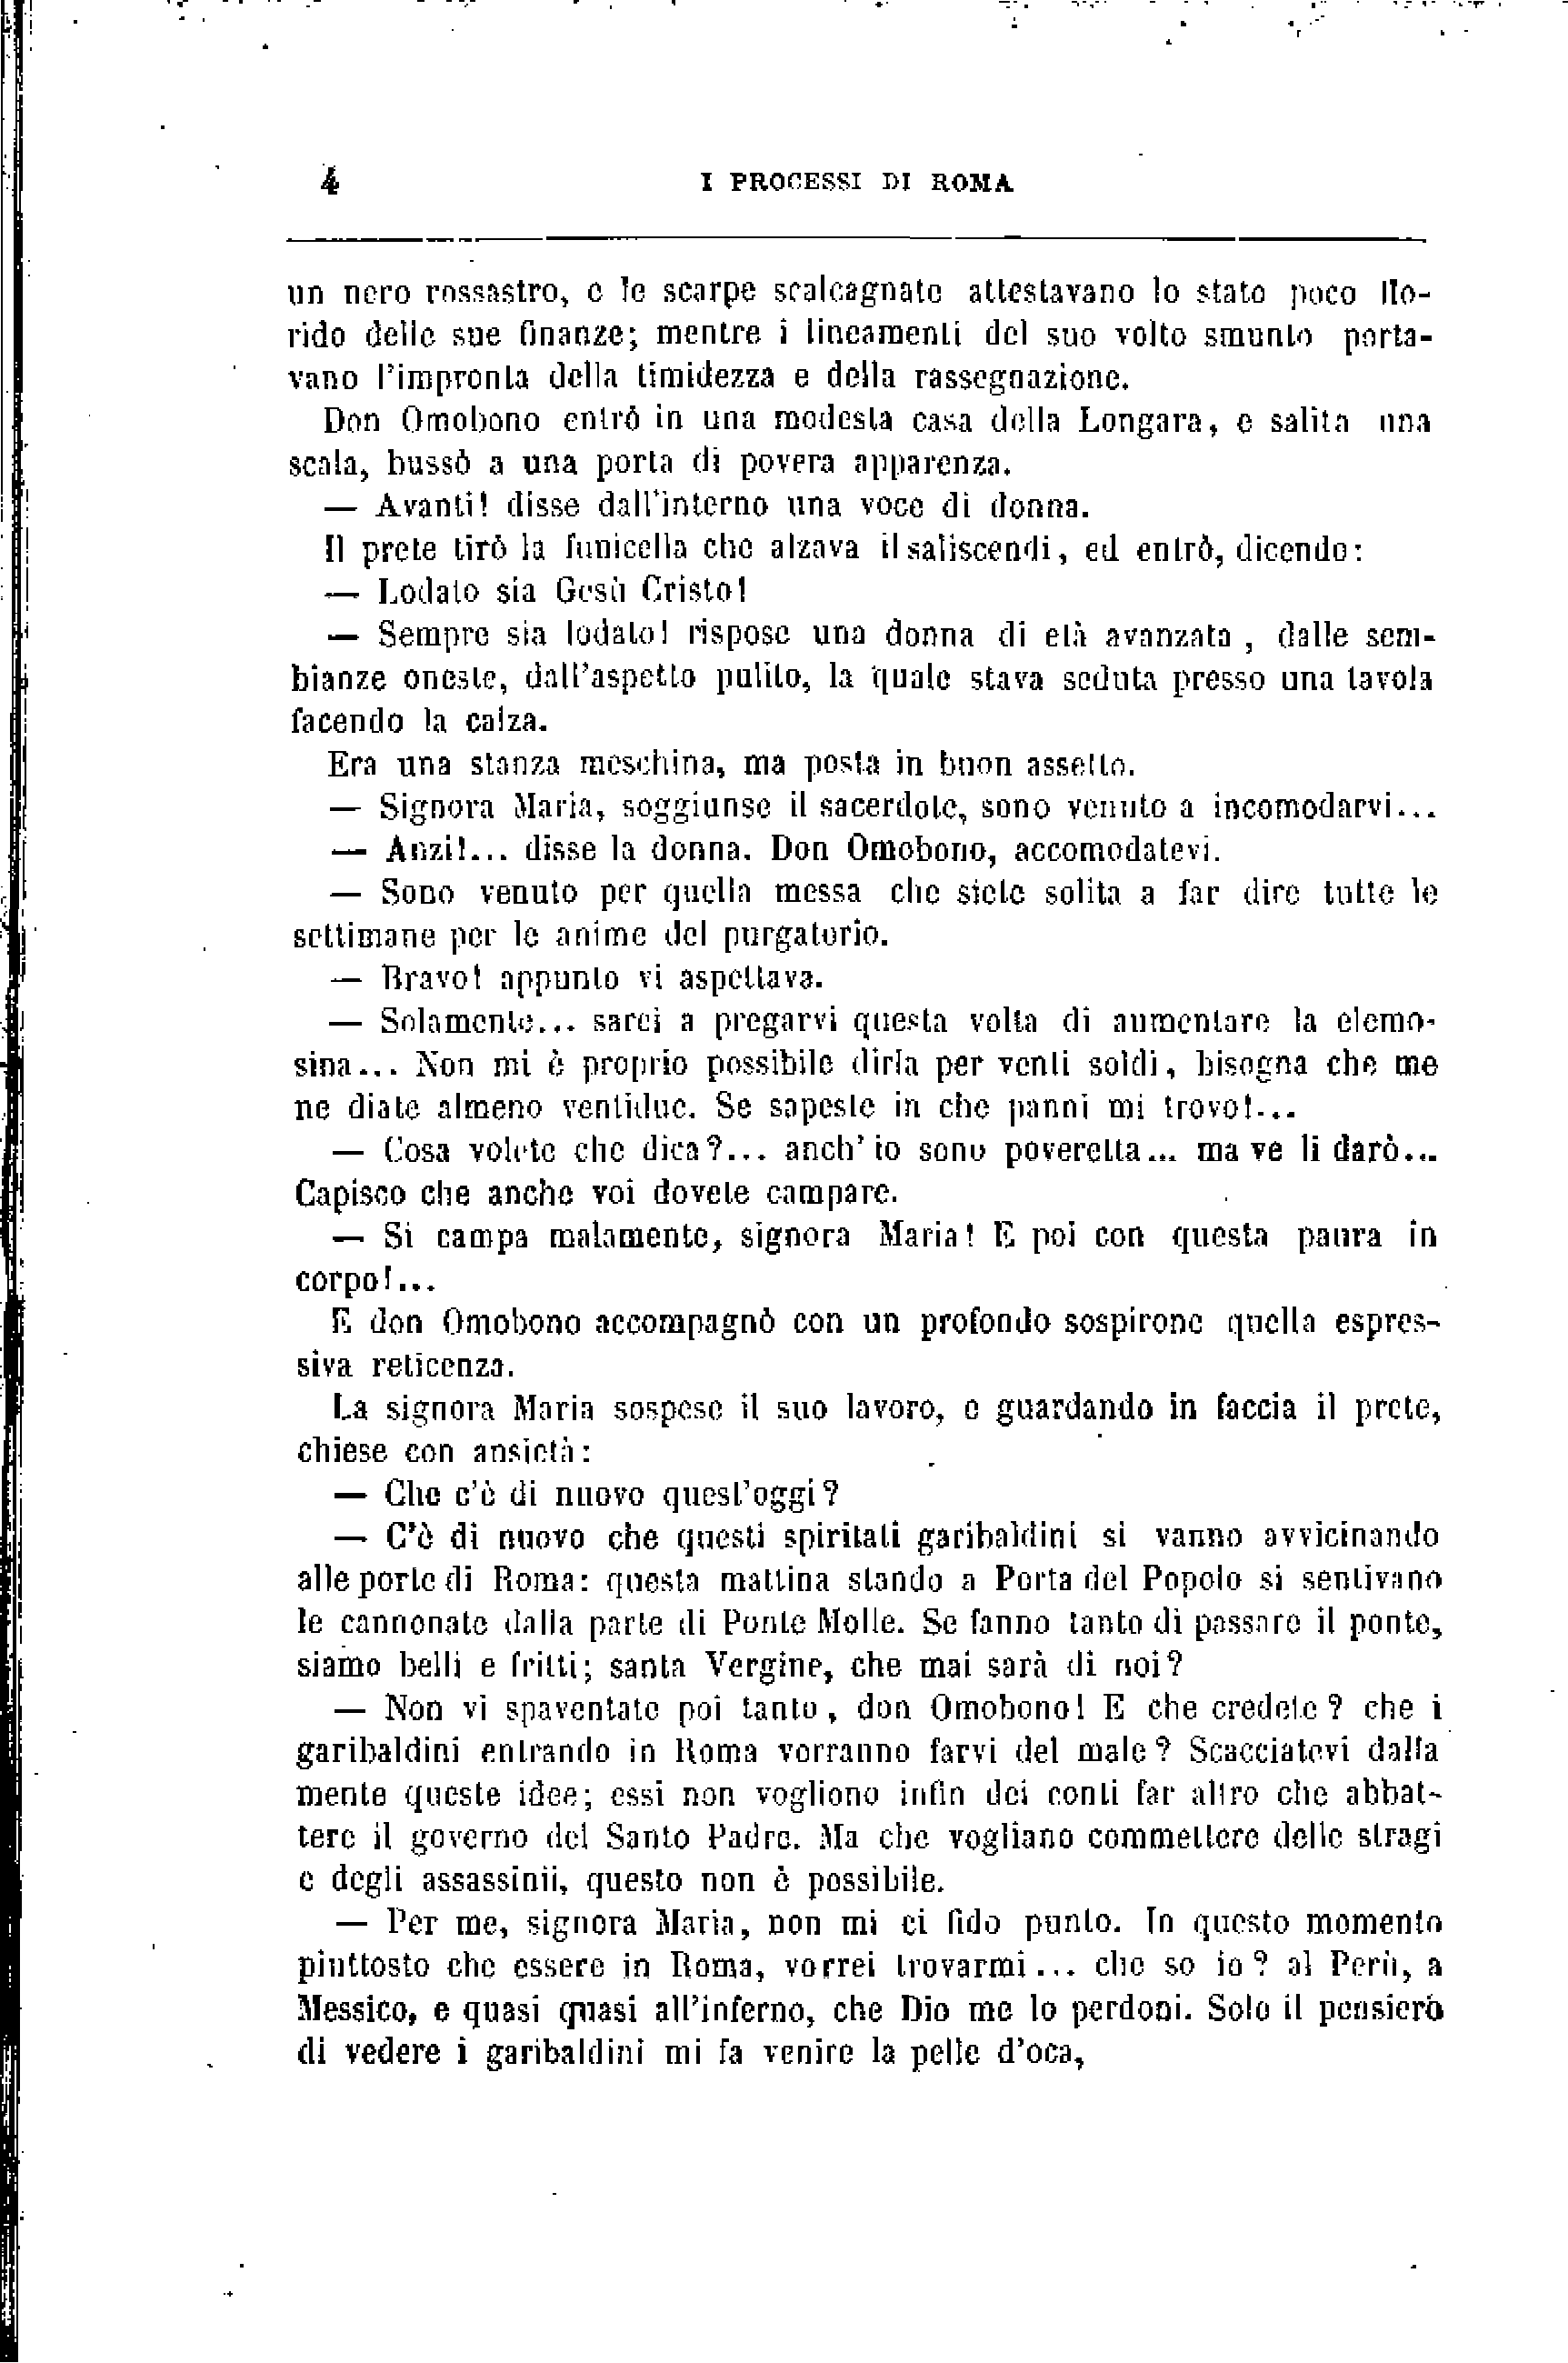 4 I PROCESSI DI ROMA
un nero rossastro, e le scarpe scalcagnate attestavano lo stato poco flo-
rido delle sue finanze; mentre i lineamenti del suo volto smunto porta-
vano l'impronta della timidezza e della rassegnazione.
Don Omobono entrò in una modesta casa della Longara, e salita una
scala, bussò a una porta di povera apparenza.
— Avanti! disse dall'interno una voce di donna.
Il prete tirò la funicella che alzava il saliscendi, ed entrò, dicendo:
— Lodato sia Gesù Cristo!
— Sempre sia lodato! rispose una donna di età avanzata, dalle sem-
bianze oneste, dall'aspetto pulito, la quale stava seduta presso una tavola
facendo la calza.
Era una stanza meschina, ma posta in buon assetto.
— Signora Maria, soggiunse il sacerdote, sono venuto a incomodarvi...
— Anzi!... disse la donna. Don Omobono, accomodatevi.
— Sono venuto per quella messa che siete solita a far dire tutte le
settimane per le anime del purgatorio.
— Bravo! appunto vi aspettava.
— Solamente... sarei a pregarvi questa volta di aumentare la elemo-
sina... Non mi è proprio possibile dirla per venti soldi, bisogna che me
ne diate almeno ventidue. Se sapeste in che panni mi trovo!...
— Cosa volete che dica?... anch' io sono poveretta... ma ve li darò...
Capisco che anche voi dovete campare.
— Si campa malamente, signora Maria! E poi con questa paura in
corpo!...
E don Omobono accompagnò con un profondo sospirone quella espres-
siva reticenza.
La signora Maria sospese il suo lavoro, e guardando in faccia il prete,
chiese con ansietà:
— Che c'è di nuovo quest'oggi?
— C'è di nuovo che questi spiritati garibaldini si vanno avvicinando
alle porte di Roma: questa mattina stando a Porta del Popolo si sentivano
le cannonate dalla parte di Ponte Molle. Se fanno tanto di passare il ponte,
siamo belli e fritti; santa Vergine, che mai sarà di noi?
— Non vi spaventate poi tanto, don Omobono! E che credete? che i
garibaldini entrando in Roma vorranno farvi del male? Scacciatevi dalla
mente queste idee; essi non vogliono infin dei conti far altro che abbat-
tere il governo del Santo Padre. Ma che vogliano commettere delle stragi
e degli assassinii, questo non è possibile.
— Per me, signora Maria, non mi ci fido punto. In questo momento
piuttosto che essere in Roma, vorrei trovarmi... che so io? al Perù, a
Messico, e quasi quasi all'inferno, che Dio me lo perdoni. Solo il pensiero
di vedere i garibaldini mi fa venire la pelle d'oca,